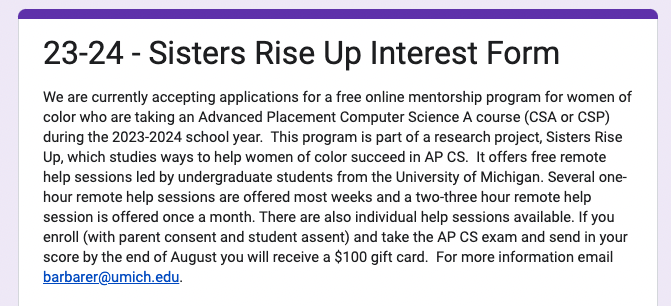 23-24 - Sisters Rise Up Interest Form
We are currently accepting applications for a free online mentorship program for women of
color who are taking an Advanced Placement Computer Science A course (CSA or CSP)
during the 2023-2024 school year.  This program is part of a research project, Sisters Rise
Up, which studies ways to help women of color succeed in AP CS.  It offers free remote
help sessions led by undergraduate students from the University of Michigan. Several one-
hour remote help sessions are offered most weeks and a two-three hour remote help
session is offered once a month. There are also individual help sessions available. If you
enroll (with parent consent and student assent) and take the AP CS exam and send in your
score by the end of August you will receive a $100 gift card.  For more information email
barbarer@umich.edu.